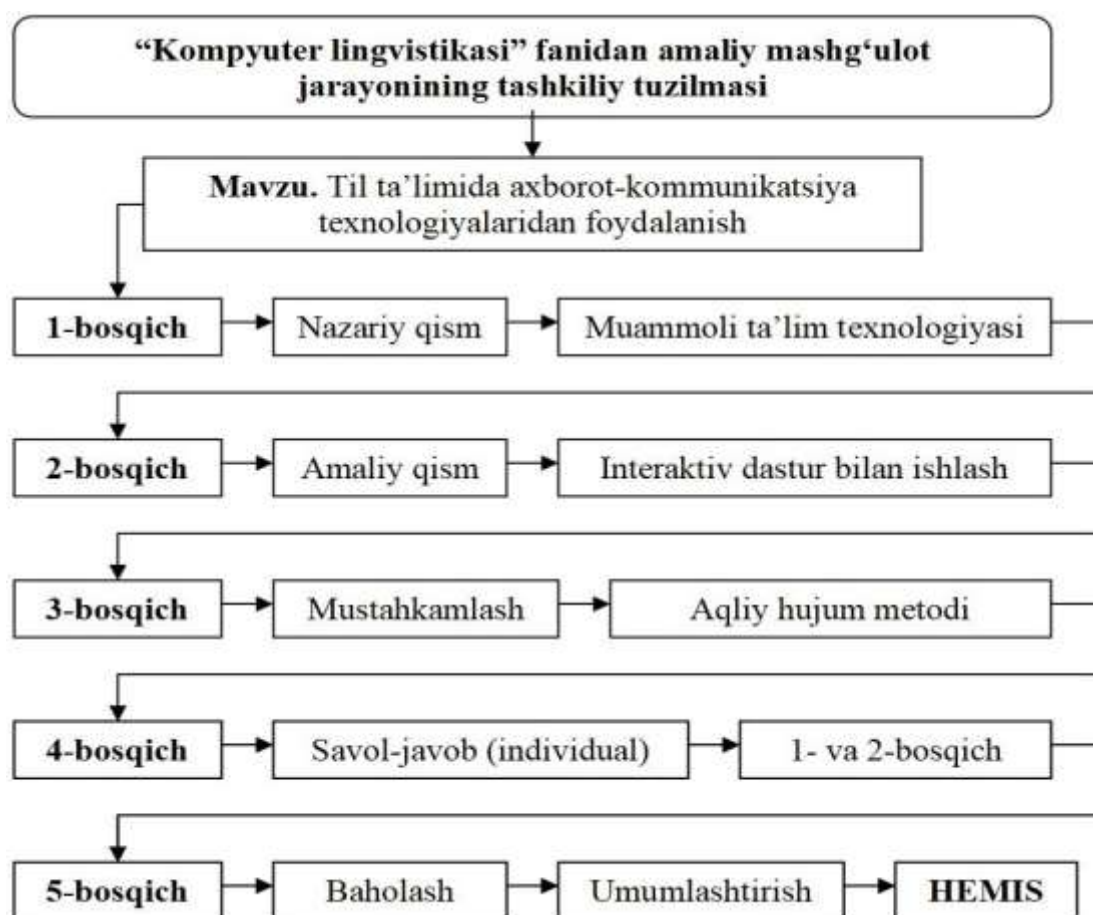 “Kompyuter lingvistikasi” fanidan amaliy mashg‘ulot
jarayonining tashkiliy tuzilmasi
Mavzu. Til ta’limida axborot-kommunikatsiya
texnologiyalaridan foydalanish
1-bosqich
Nazariy qism
Muammoli ta’lim texnologiyasi
2-bosqich
Amaliy qism
Interaktiv dastur bilan ishlash
3-bosqich
Mustahkamlash
Aqliy hujum metodi
4-bosqich
Savol-javob (individual)
1- va 2-bosqich
5-bosqich
Baholash
Umumlashtirish
HEMIS